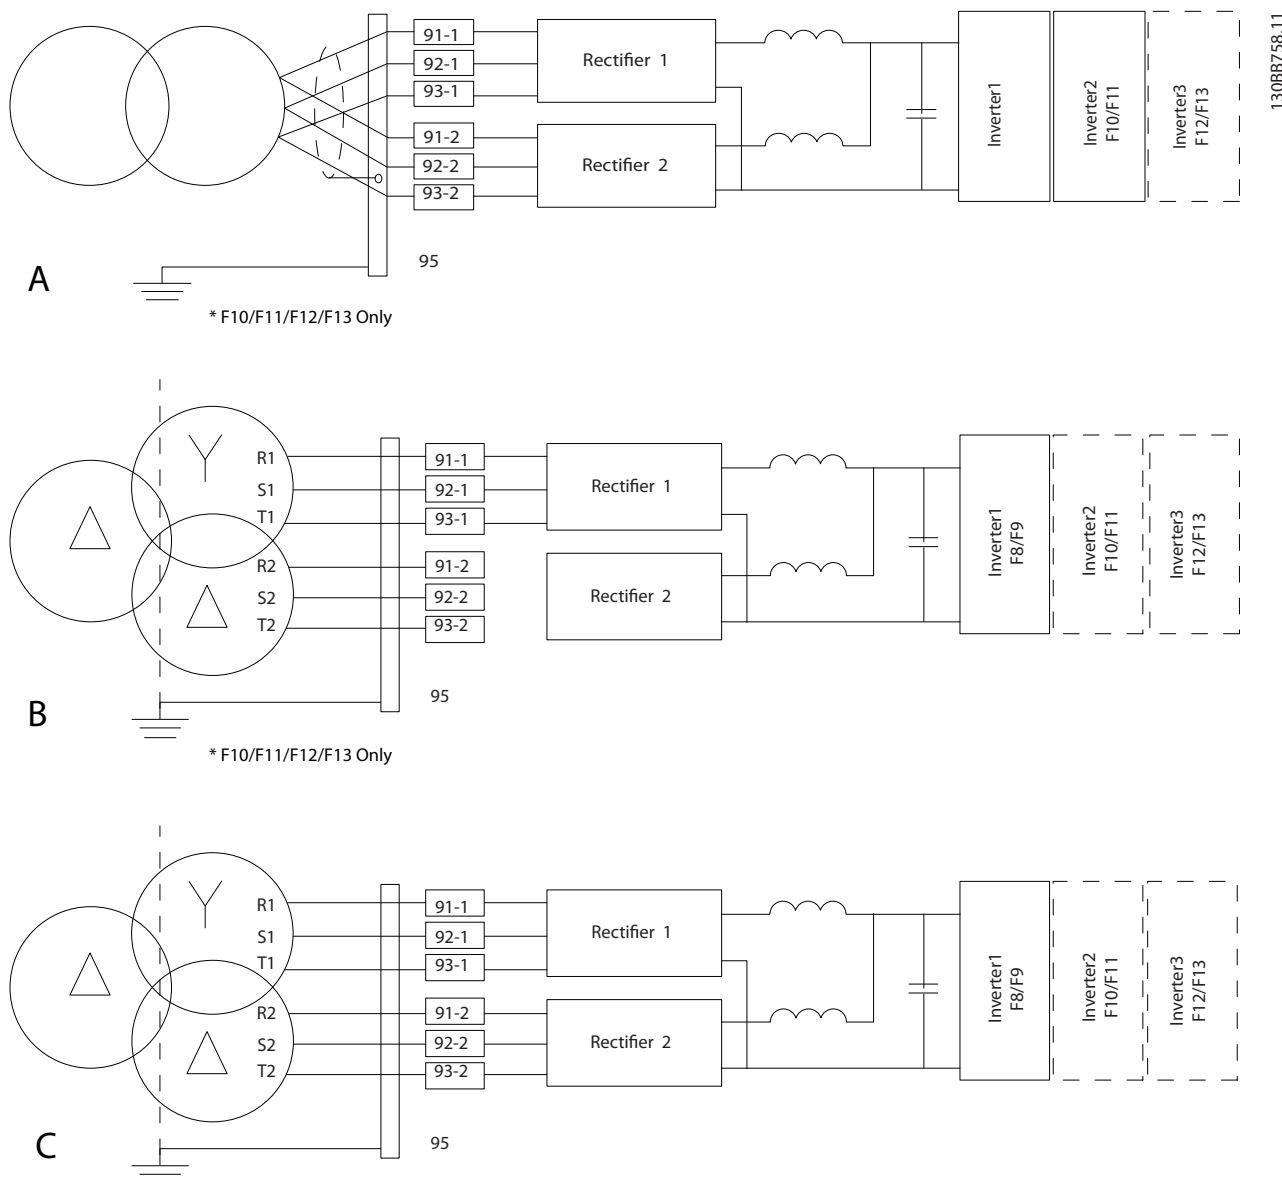 130BB758.11
91-1
92-1
93-1
91-2
92-2
93-2
Rectifier 1
Rectifier 2
Inverter1
Inverter2
F10/F11
Inverter3
F12/F13
95
A
* F10/F11/F12/F13 Only
R1
S1
T1
R2
S2
T2
91-1
92-1
93-1
91-2
92-2
93-2
Rectifier 1
Rectifier 2
Inverter1
F8/F9
Inverter2
F10/F11
Inverter3
F12/F13
95
B
* F10/F11/F12/F13 Only
R1
S1
T1
R2
S2
T2
91-1
92-1
93-1
91-2
92-2
93-2
Rectifier 1
Rectifier 2
Inverter1
F8/F9
Inverter2
F10/F11
Inverter3
F12/F13
95
C